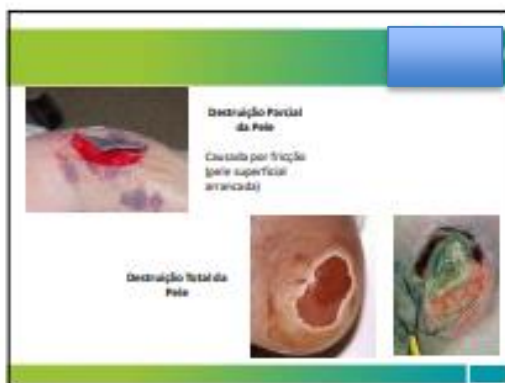 Destruição Parcial
da Pele
Causada por fricção
(pele superficial
arrancada)
Destruição Total da
Pele